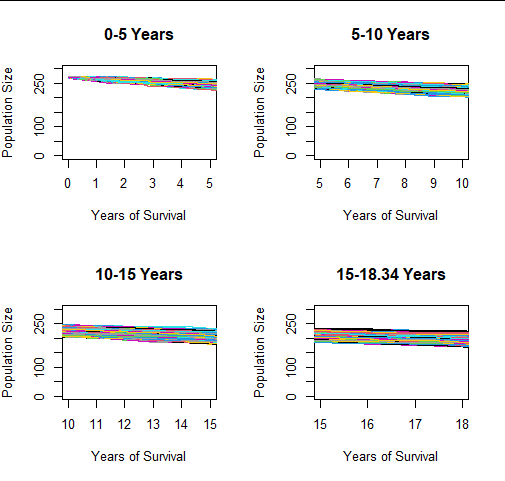 0-5 Years
Population Size
0 100 250
0 1 2 3 4 5
Years of Survival
5-10 Years
Population Size
0 100 250
5 6 7 8 9 10
Years of Survival
10-15 Years
Population Size
0 100 250
10 11 12 13 14 15
Years of Survival
15-18.34 Years
Population Size
0 100 250
15 16 17 18
Years of Survival